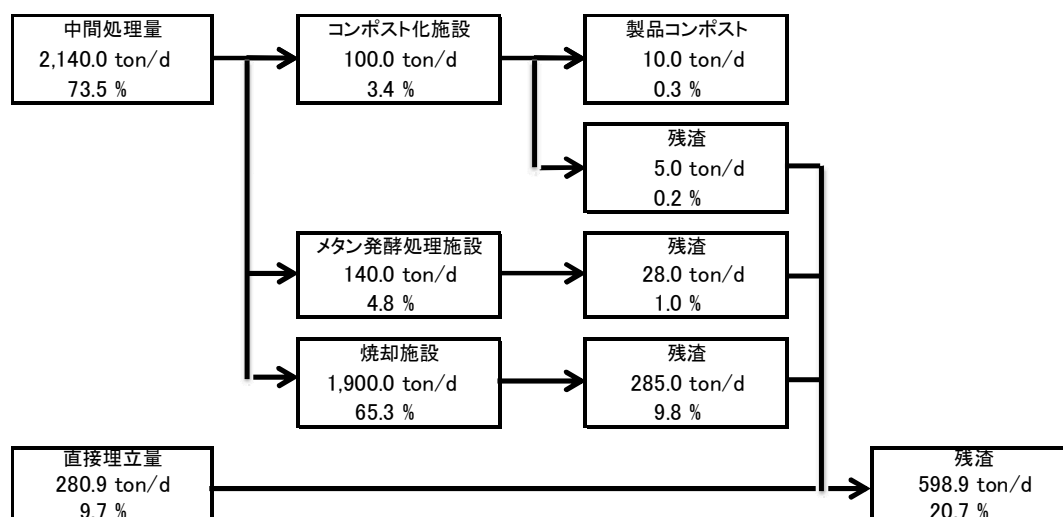 中間処理量
2,140.0 ton/d
73.5 %
コンポスト化施設
100.0 ton/d
3.4 %
製品コンポスト
10.0 ton/d
0.3 %
残渣
5.0 ton/d
0.2 %
メタン発酵処理施設
140.0 ton/d
4.8 %
残渣
28.0 ton/d
1.0 %
焼却施設
1,900.0 ton/d
65.3 %
残渣
285.0 ton/d
9.8 %
直接埋立量
280.9 ton/d
9.7 %
残渣
598.9 ton/d
20.7 %